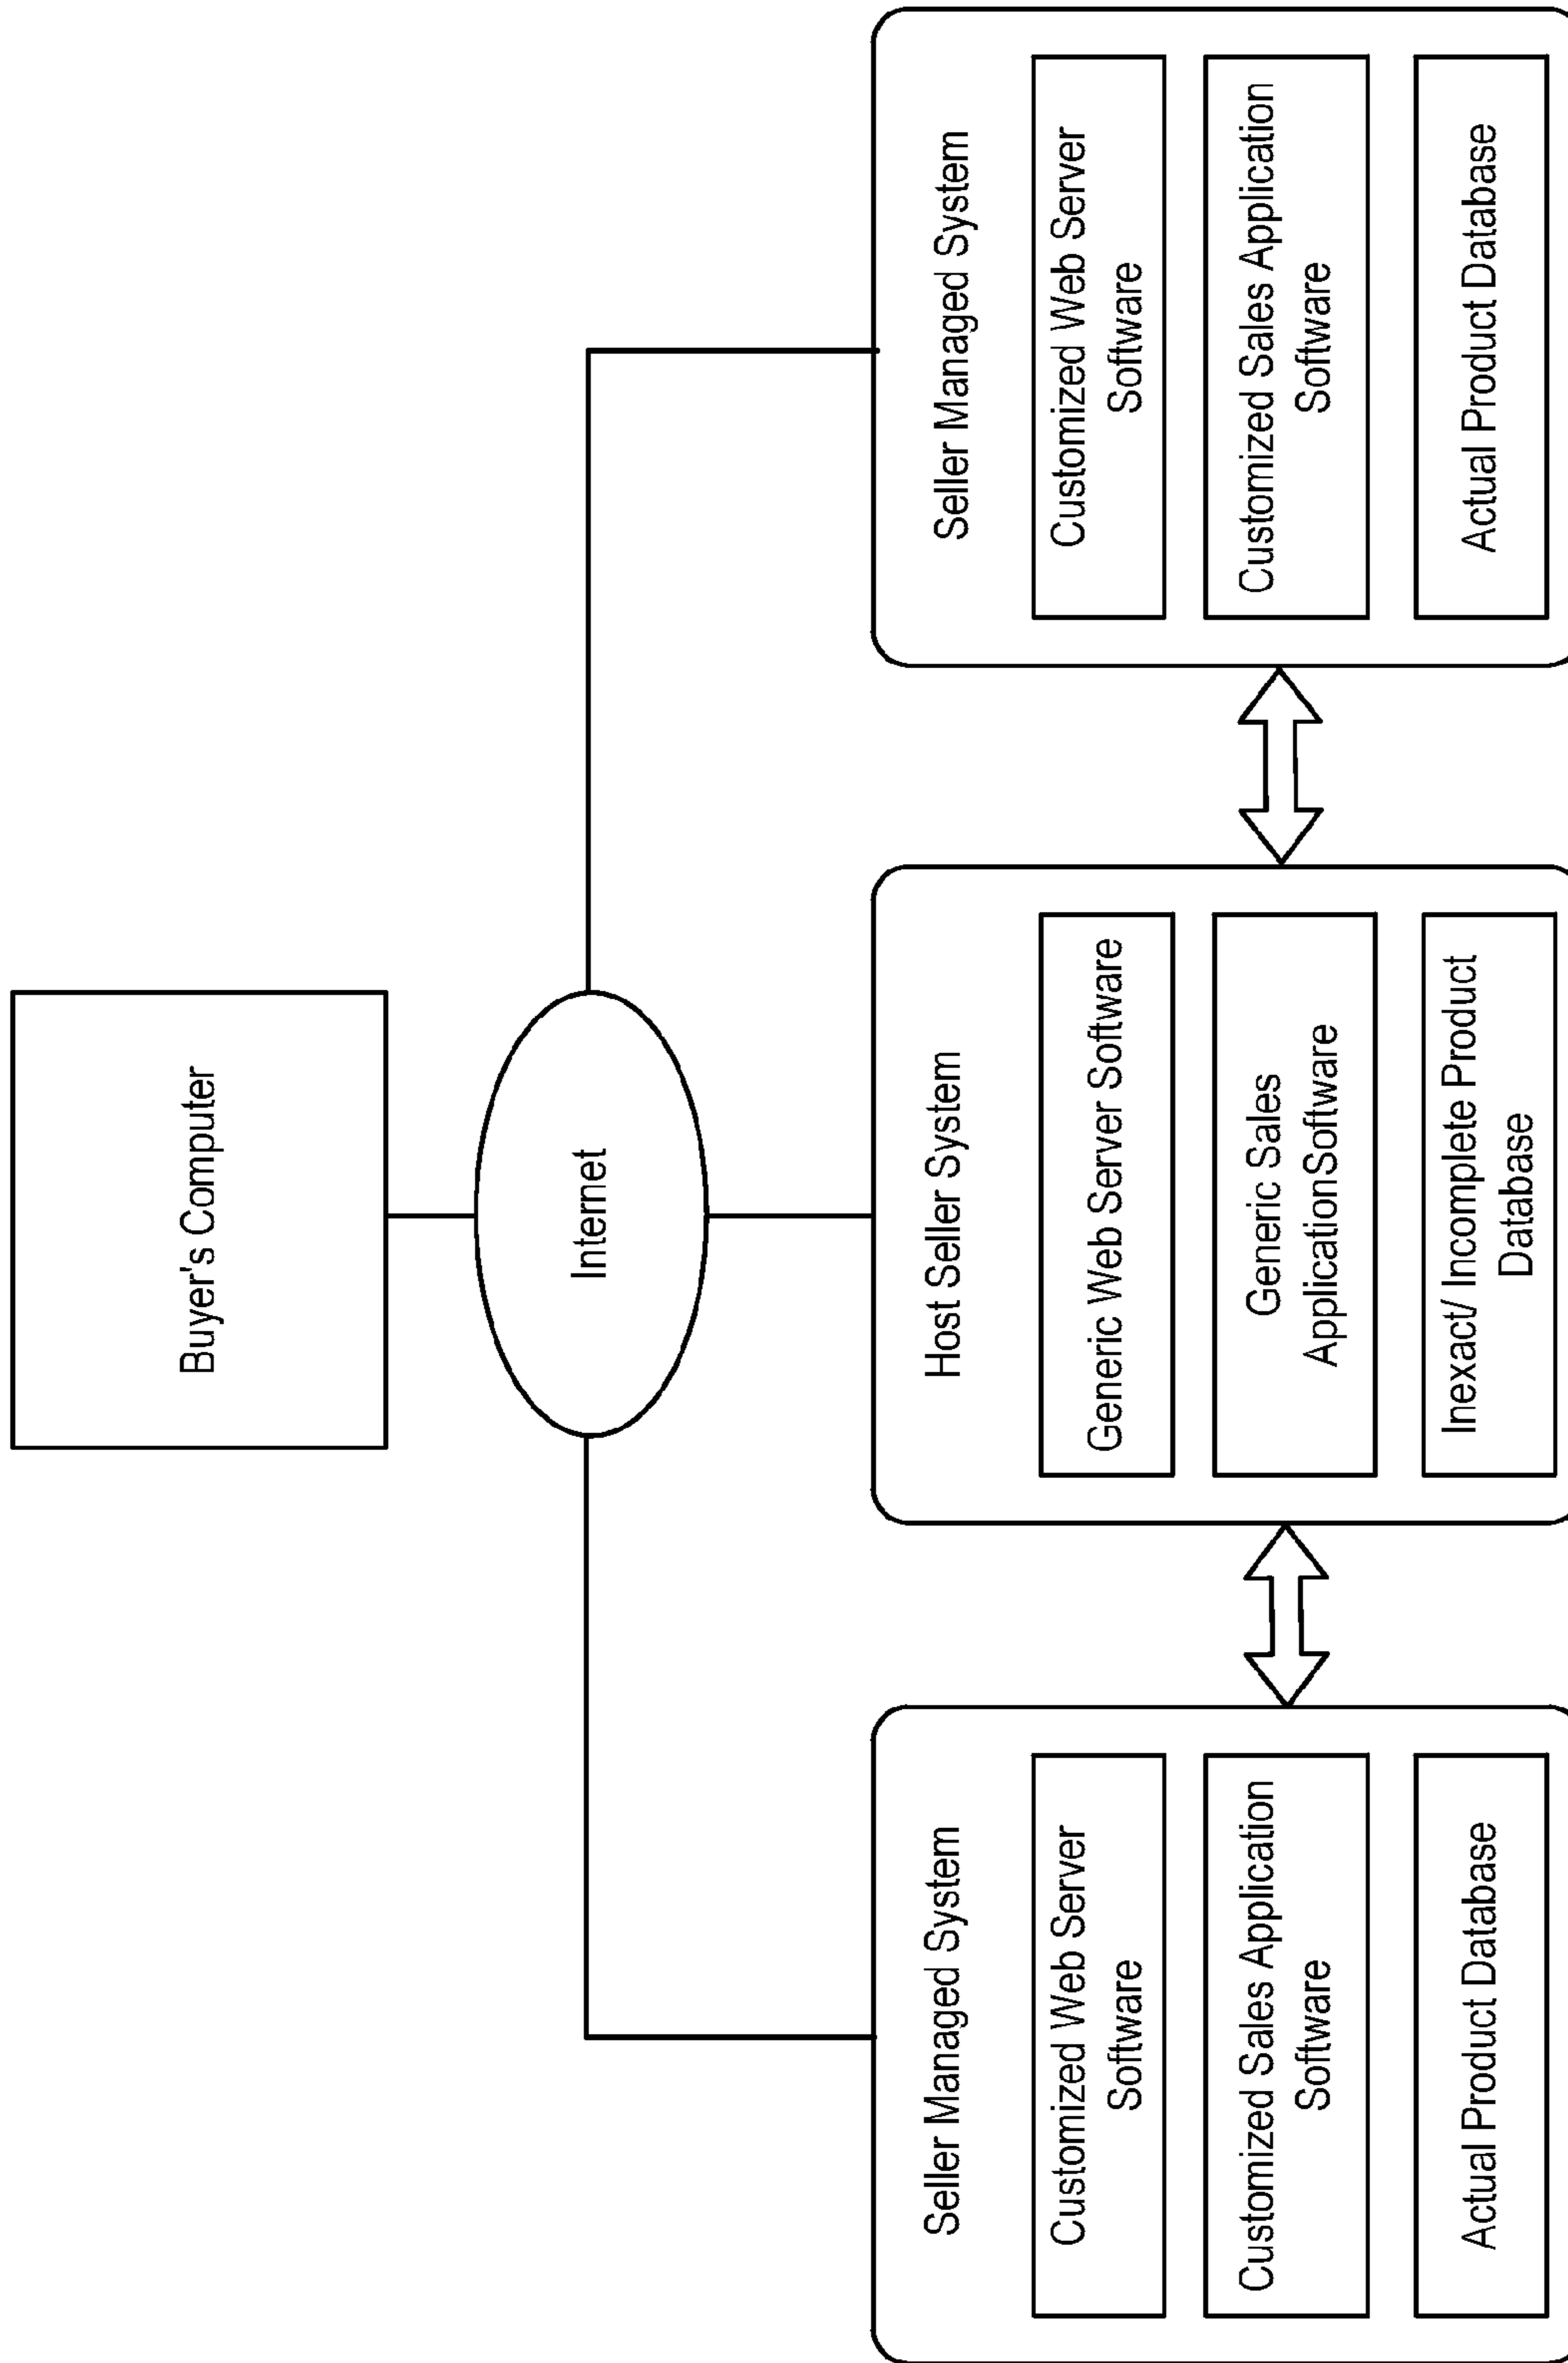 Buyer's Computer
Internet
Seller Managed System
Customized Web Server
Software
Customized Sales Application
Software
Actual Product Database
Host Seller System
Generic Web Server Software
Generic Sales
ApplicationSoftware
Inexact/ Incomplete Product
Database
Seller Managed System
Customized Web Server
Software
Customized Sales Application
Software
Actual Product Database